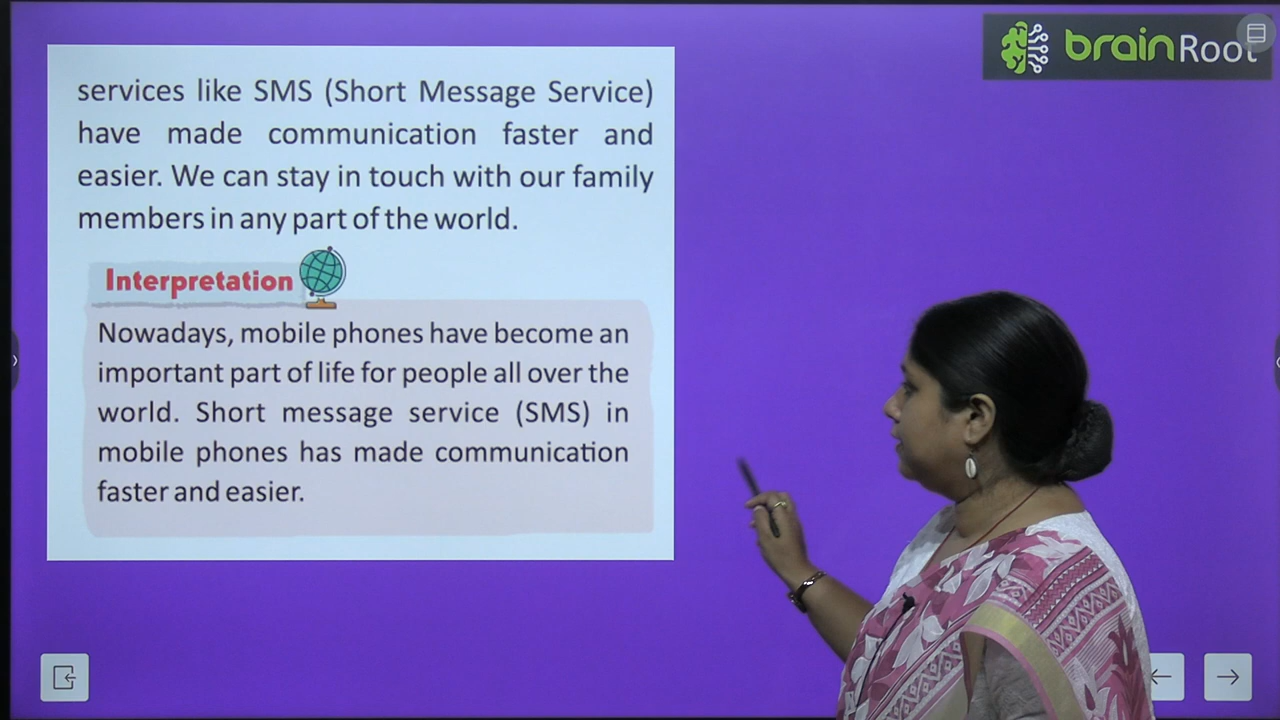 brainRoot
services like SMS (Short Message Service)
have made communication faster and
easier. We can stay in touch with our family
members in any part of the world.
Interpretation
Nowadays, mobile phones have become an
important part of life for people all over the
world. Short message service (SMS) in
mobile phones has made communication
faster and easier.